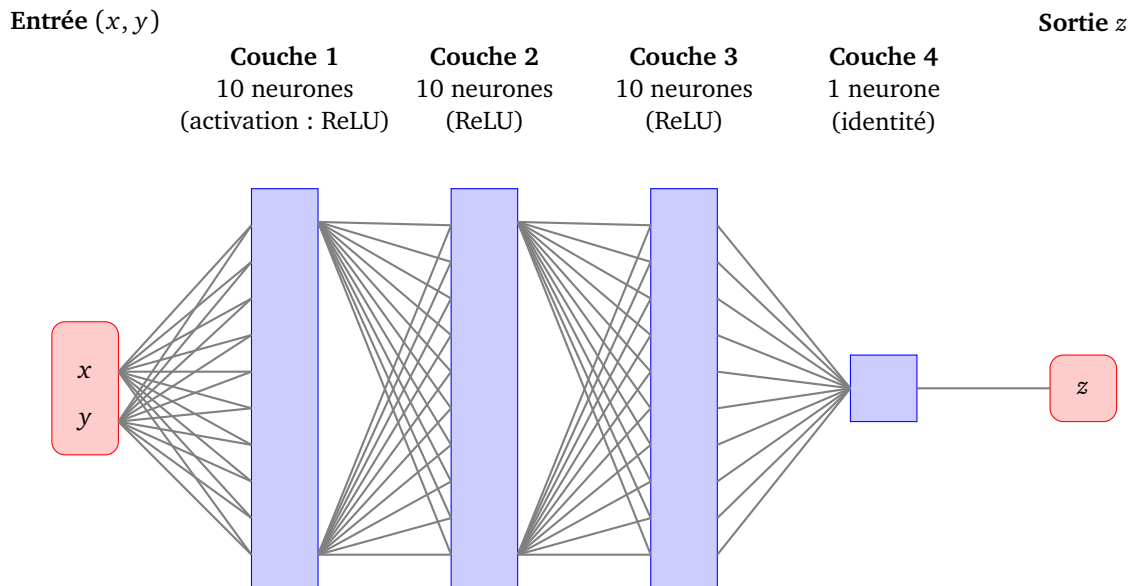 Entrée (x, y)
Sortie z
Couche 1
10 neurones
(activation : ReLU)
Couche 2
10 neurones
(ReLU)
Couche 3
10 neurones
(ReLU)
Couche 4
1 neurone
(identité)
x
y
z